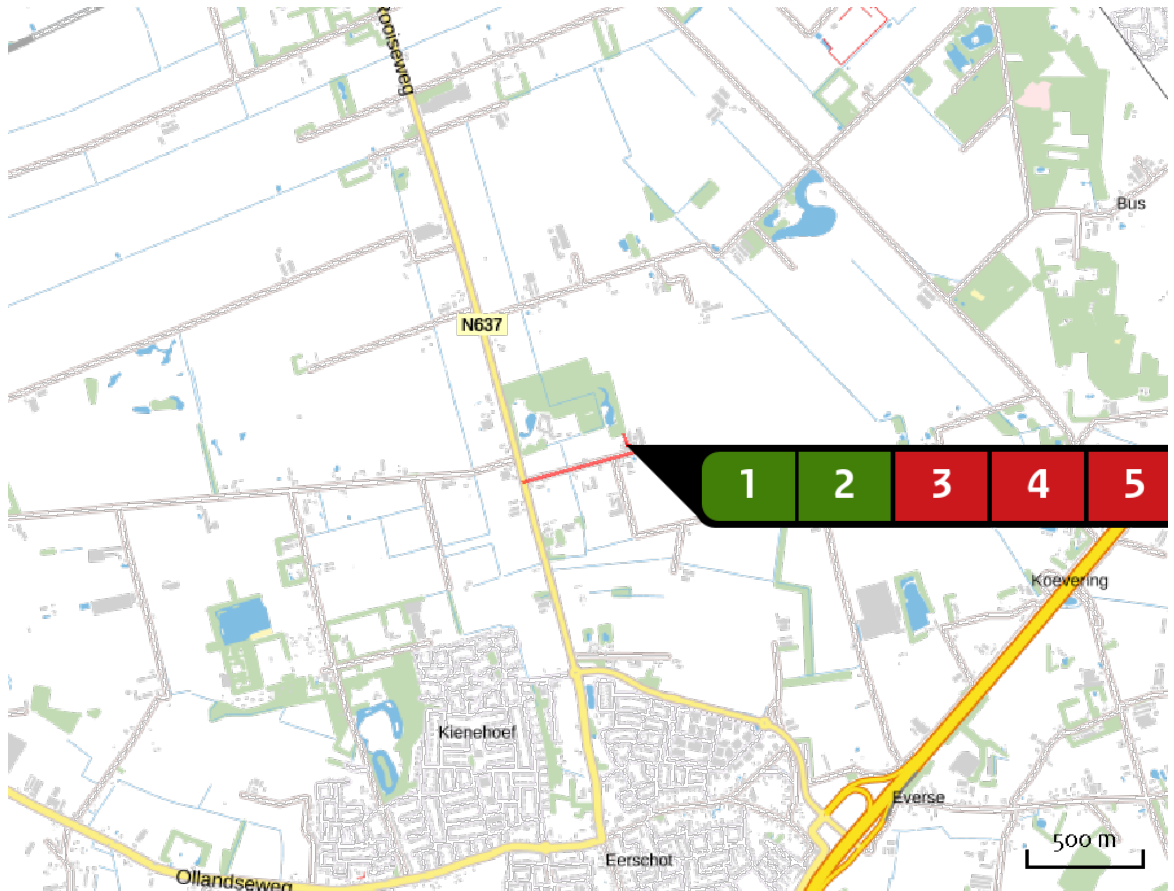 Rooiseweg
Bus
N637
1 2 3 4 5
Koevering
Kienehoef
Everse
500 m
Eerschot
Ollandseweg